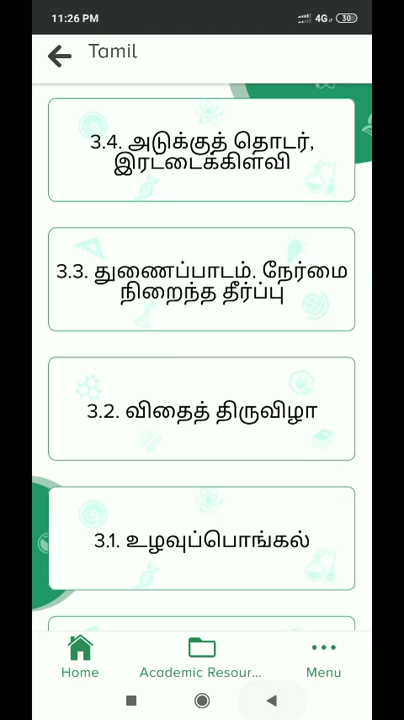 11:26 PM
4G
30
Tamil
3.4. அடுக்குத் தொடர்,
இரட்டைக்கிளவி
3.3. துணைப்பாடம். நேர்மை
நிறைந்த தீர்ப்பு
3.2. விதைத் திருவிழா
3.1. உழவுப்பொங்கல்
Home
Academic Resour...
Menu